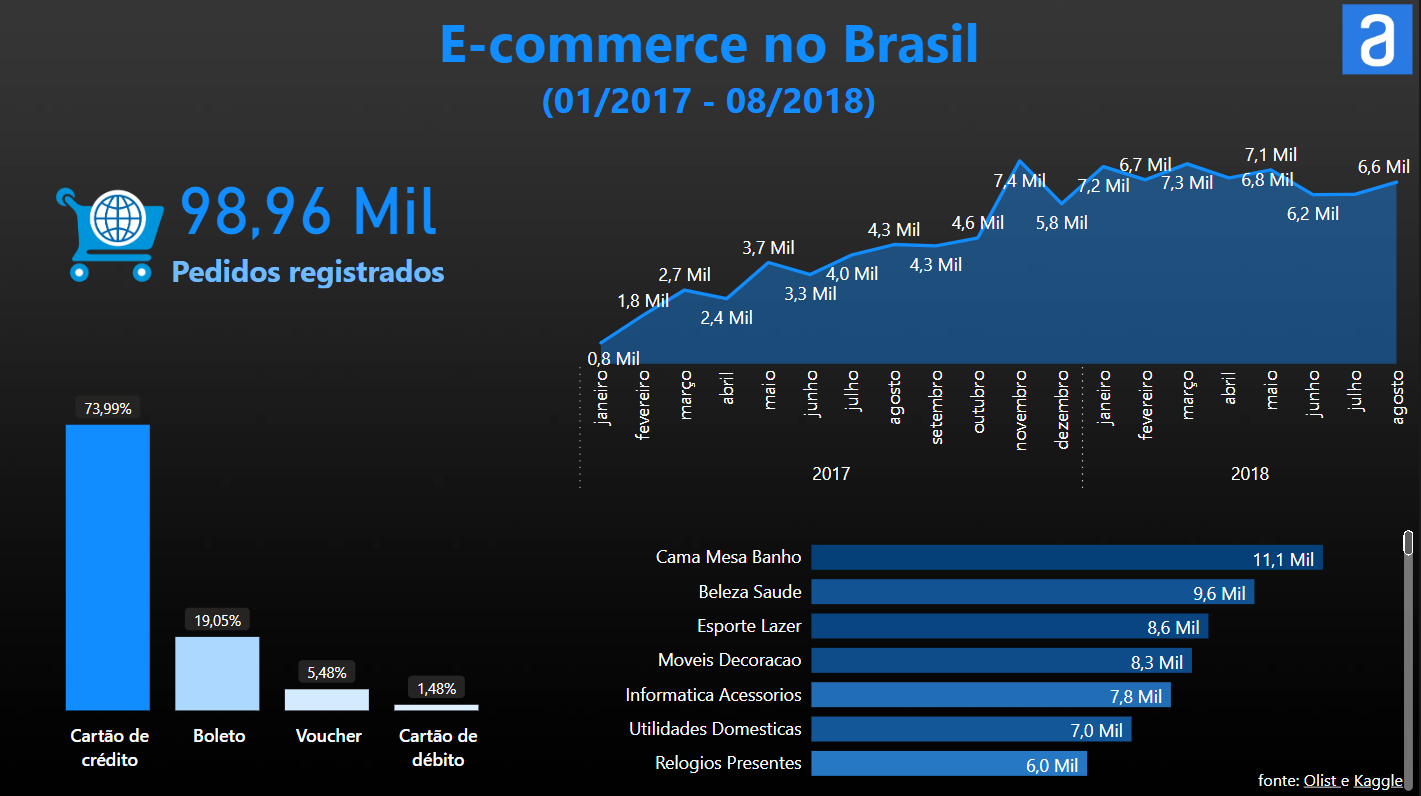 E-commerce no Brasil
(01/2017 - 08/2018)
a
98,96 Mil
Pedidos registrados
0,8 Mil
1,8 Mil
2,7 Mil
2,4 Mil
3,7 Mil
3,3 Mil
4,0 Mil
4,3 Mil
4,3 Mil
4,6 Mil
7,4 Mil
5,8 Mil
7,2 Mil
6,7 Mil
7,3 Mil
6,8 Mil
7,1 Mil
6,2 Mil
6,6 Mil
janeiro
fevereiro
março
abril
maio
junho
julho
agosto
setembro
outubro
novembro
dezembro
janeiro
fevereiro
março
abril
maio
junho
julho
agosto
2017
2018
73,99%
19,05%
5,48%
1,48%
Cartão de
crédito
Boleto
Voucher
Cartão de
débito
Cama Mesa Banho 11,1 Mil
Beleza Saude 9,6 Mil
Esporte Lazer 8,6 Mil
Moveis Decoracao 8,3 Mil
Informatica Acessorios 7,8 Mil
Utilidades Domesticas 7,0 Mil
Relogios Presentes 6,0 Mil
fonte: Olist e Kaggle